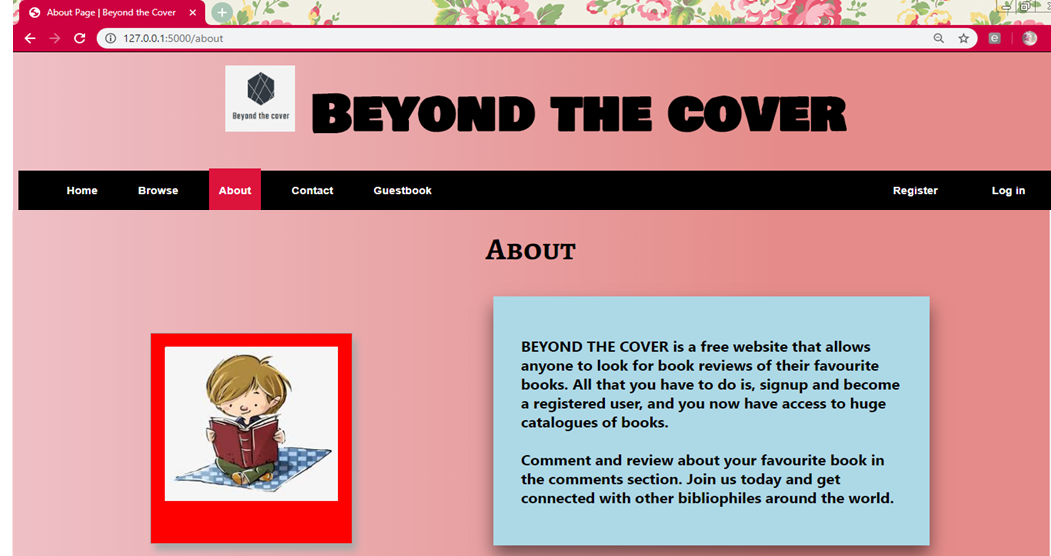 About Page | Beyond the Cover
127.0.0.1:5000/about
Beyond the cover
BEYOND THE COVER
Home Browse About Contact Guestbook Register Log in
ABOUT
BEYOND THE COVER is a free website that allows
anyone to look for book reviews of their favourite
books. All that you have to do is, signup and become
a registered user, and you now have access to huge
catalogues of books.
Comment and review about your favourite book in
the comments section. Join us today and get
connected with other bibliophiles around the world.